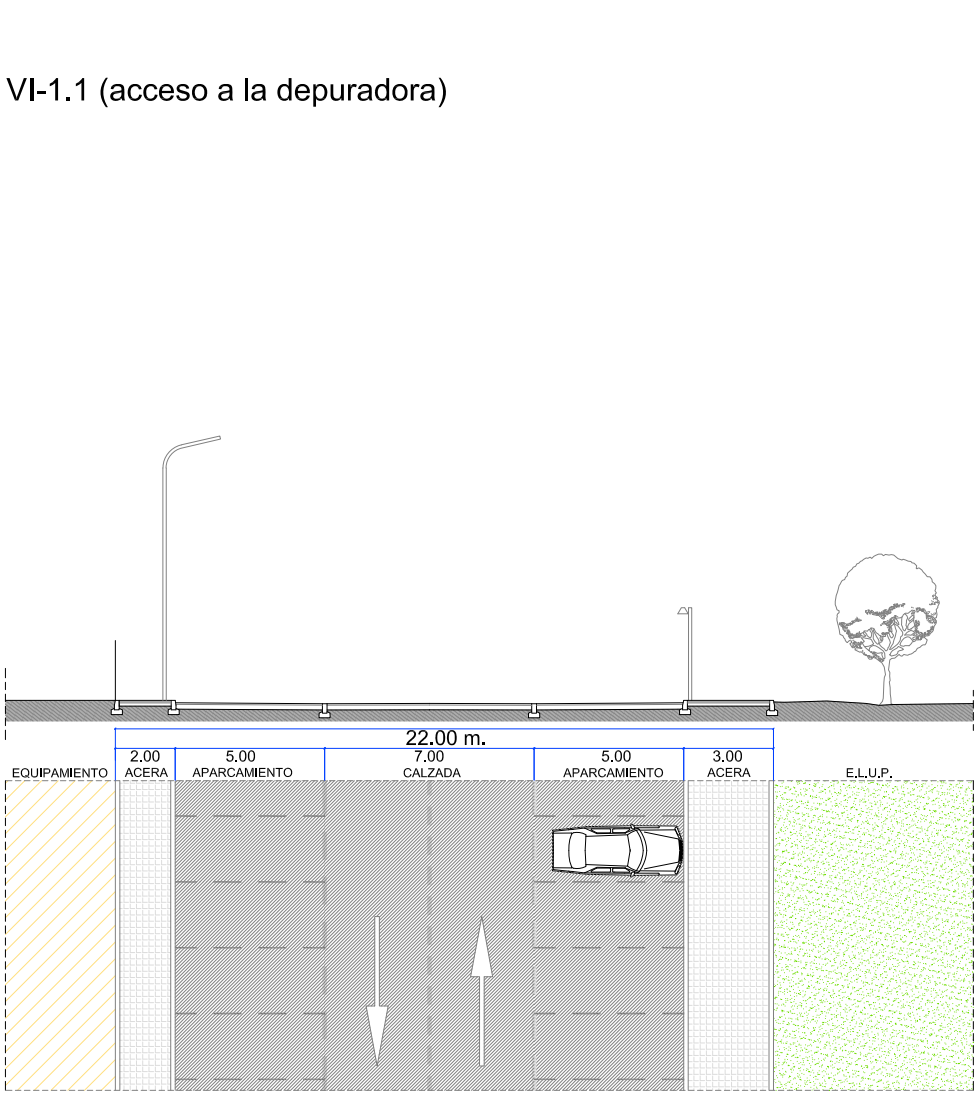 VI-1.1 (acceso a la depuradora)
22.00 m.
2.00 5.00 7.00 5.00 3.00
EQUIPAMIENTO ACERA APARCAMIENTO CALZADA APARCAMIENTO ACERA E.L.U.P.